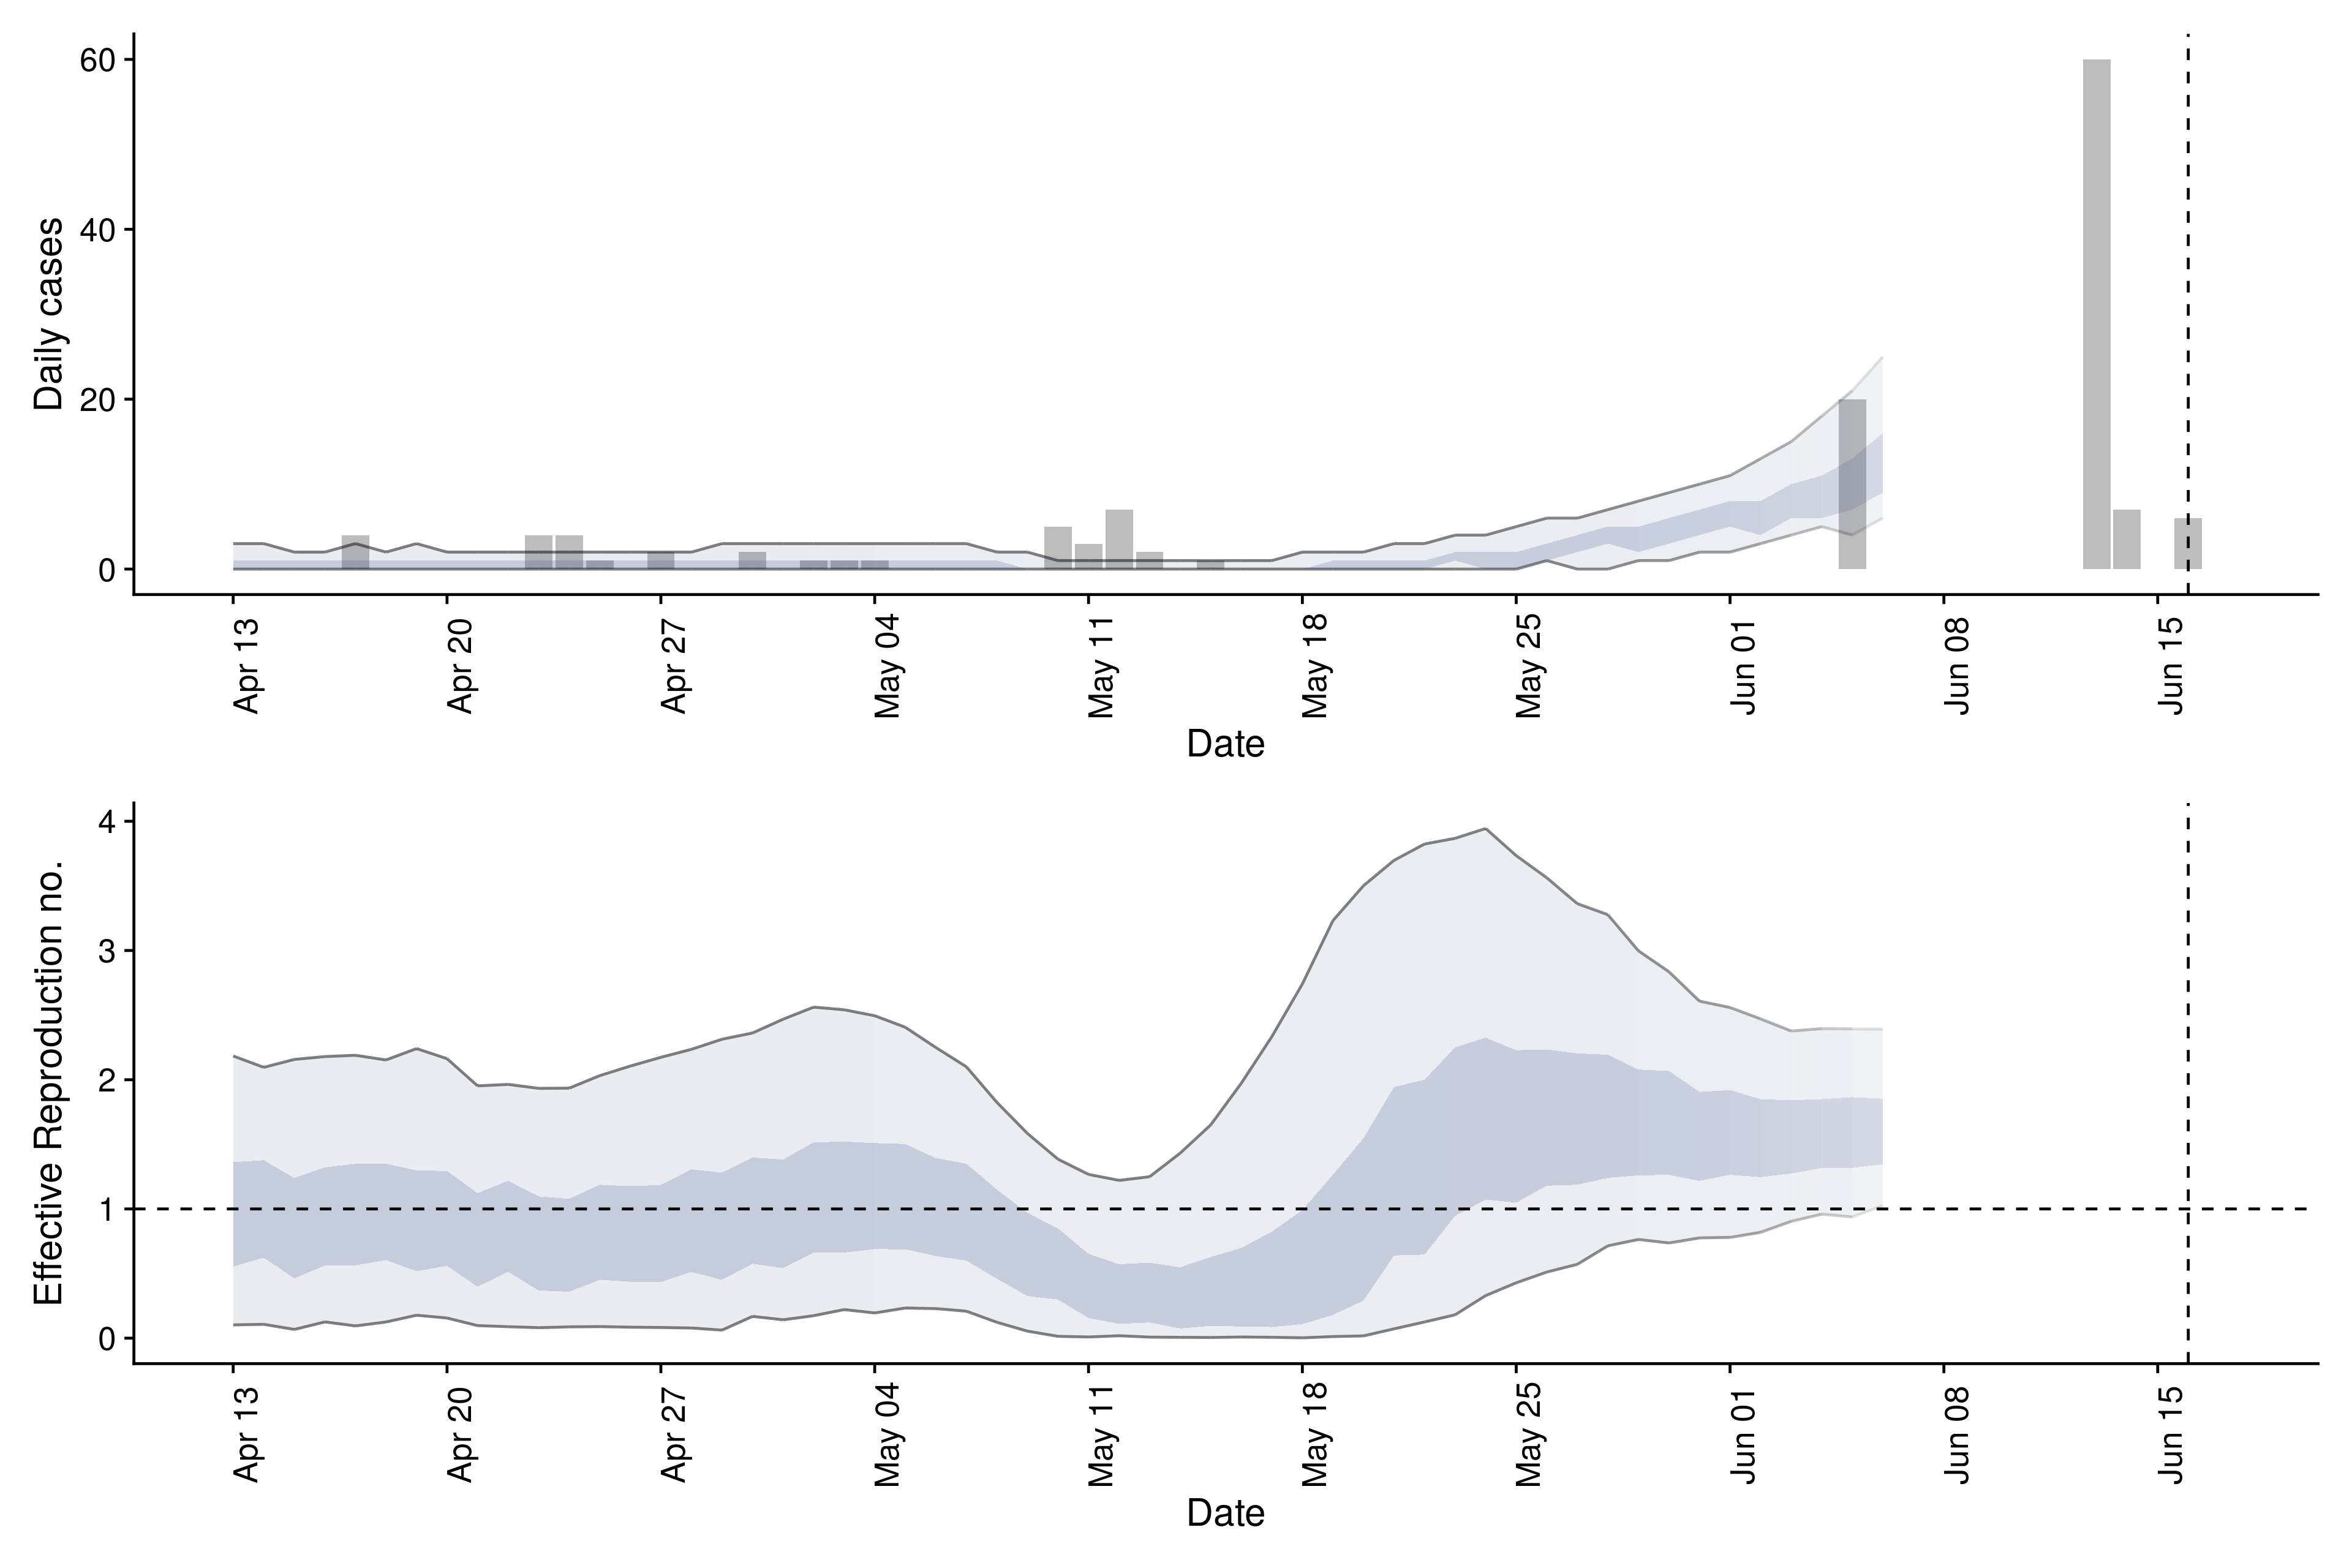 Daily cases
60
40
20
0
Apr 13
Apr 20
Apr 27
May 04
May 11
May 18
May 25
Jun 01
Jun 08
Jun 15
Date
Effective Reproduction no.
4
3
2
1
0
Apr 13
Apr 20
Apr 27
May 04
May 11
May 18
May 25
Jun 01
Jun 08
Jun 15
Date